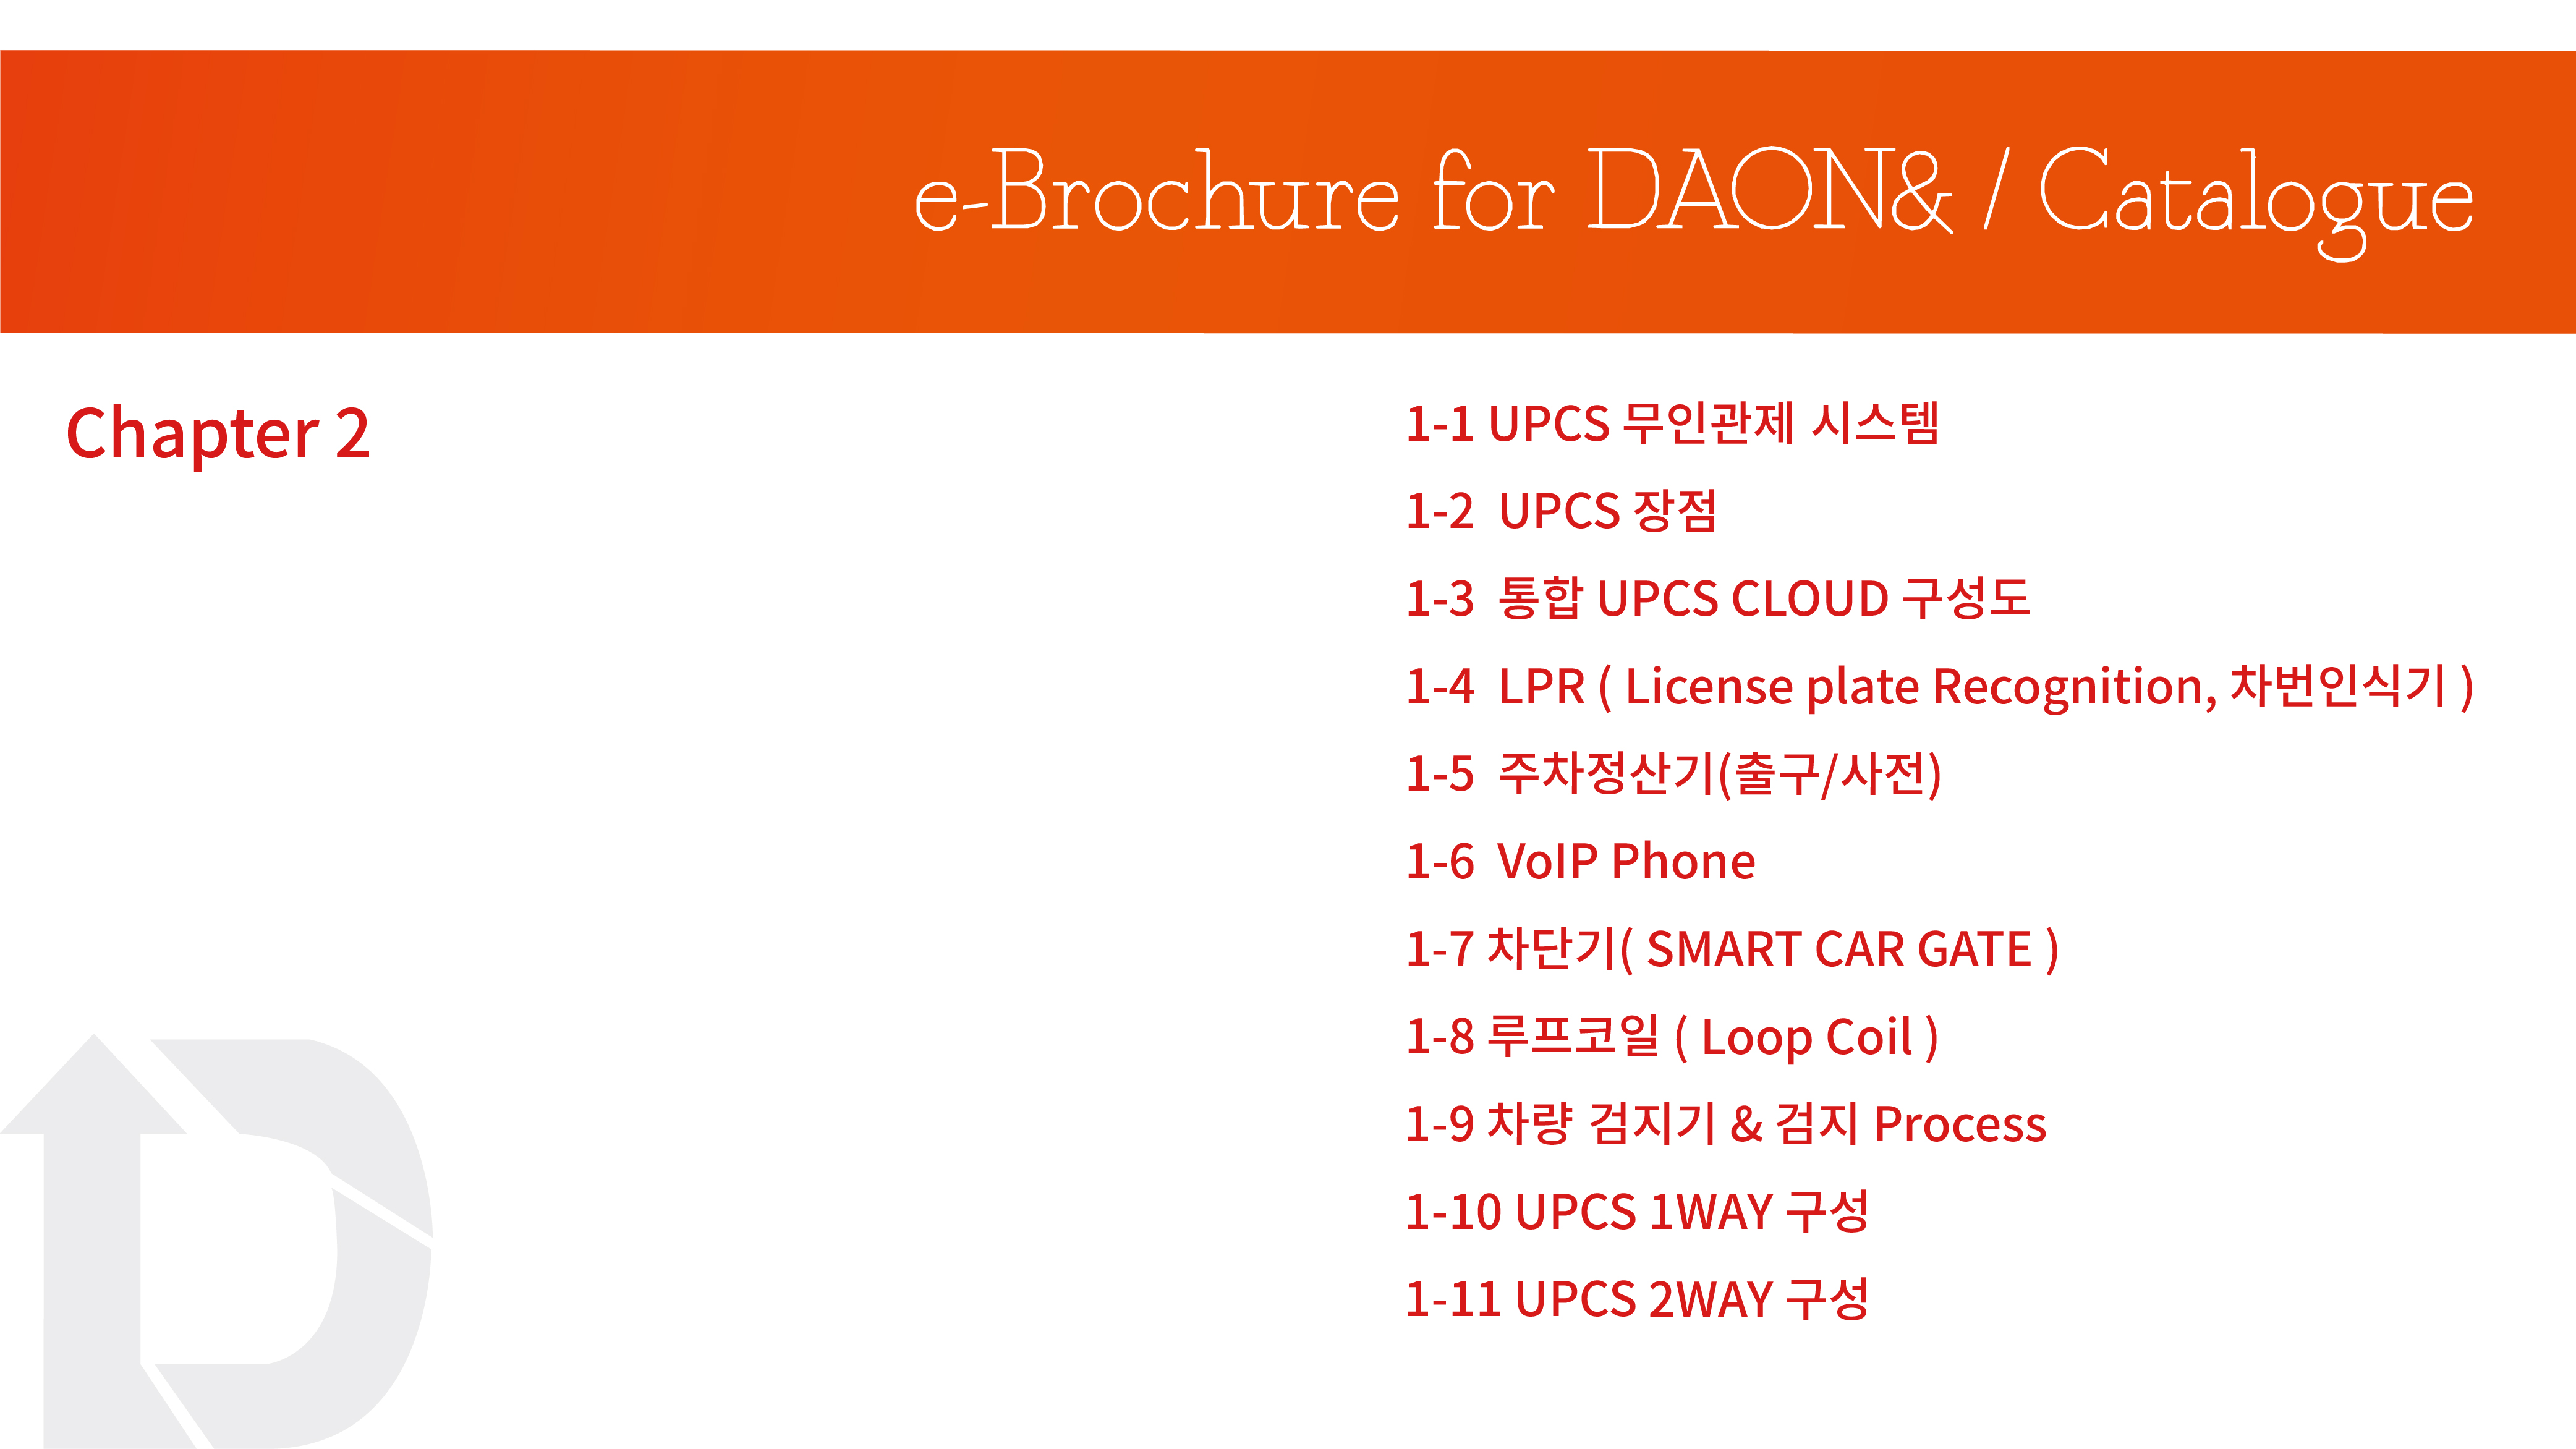 e-Brochure for DAON& / Catalogue
Chapter 2
1-1 UPCS 무인관제 시스템
1-2 UPCS 장점
1-3 통합 UPCS CLOUD 구성도
1-4 LPR ( License plate Recognition, 차번인식기 )
1-5 주차정산기(출구/사전)
1-6 VoIP Phone
1-7 차단기( SMART CAR GATE )
1-8 루프코일 ( Loop Coil )
1-9 차량 검지기 & 검지 Process
1-10 UPCS 1WAY 구성
1-11 UPCS 2WAY 구성